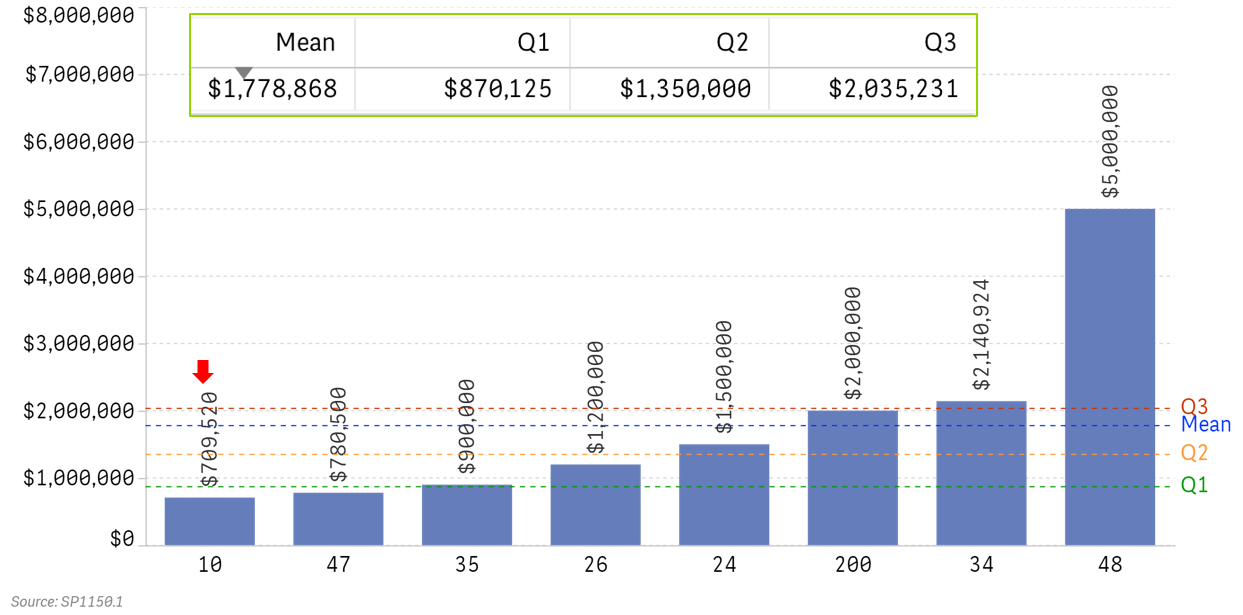 $8,000,000
Mean Q1 Q2 Q3
$7,000,000
$1,778,868 $870,125 $1,350,000 $2,035,231
$6,000,000
$5,000,000
$4,000,000
$3,000,000
$2,000,000
$1,000,000
$0
$709,520
$780,500
$900,000
$1,200,000
$1,500,000
$2,000,000
$2,140,924
$5,000,000
Q3
Mean
Q2
Q1
10 47 35 26 24 200 34 48
Source: SP1150.1